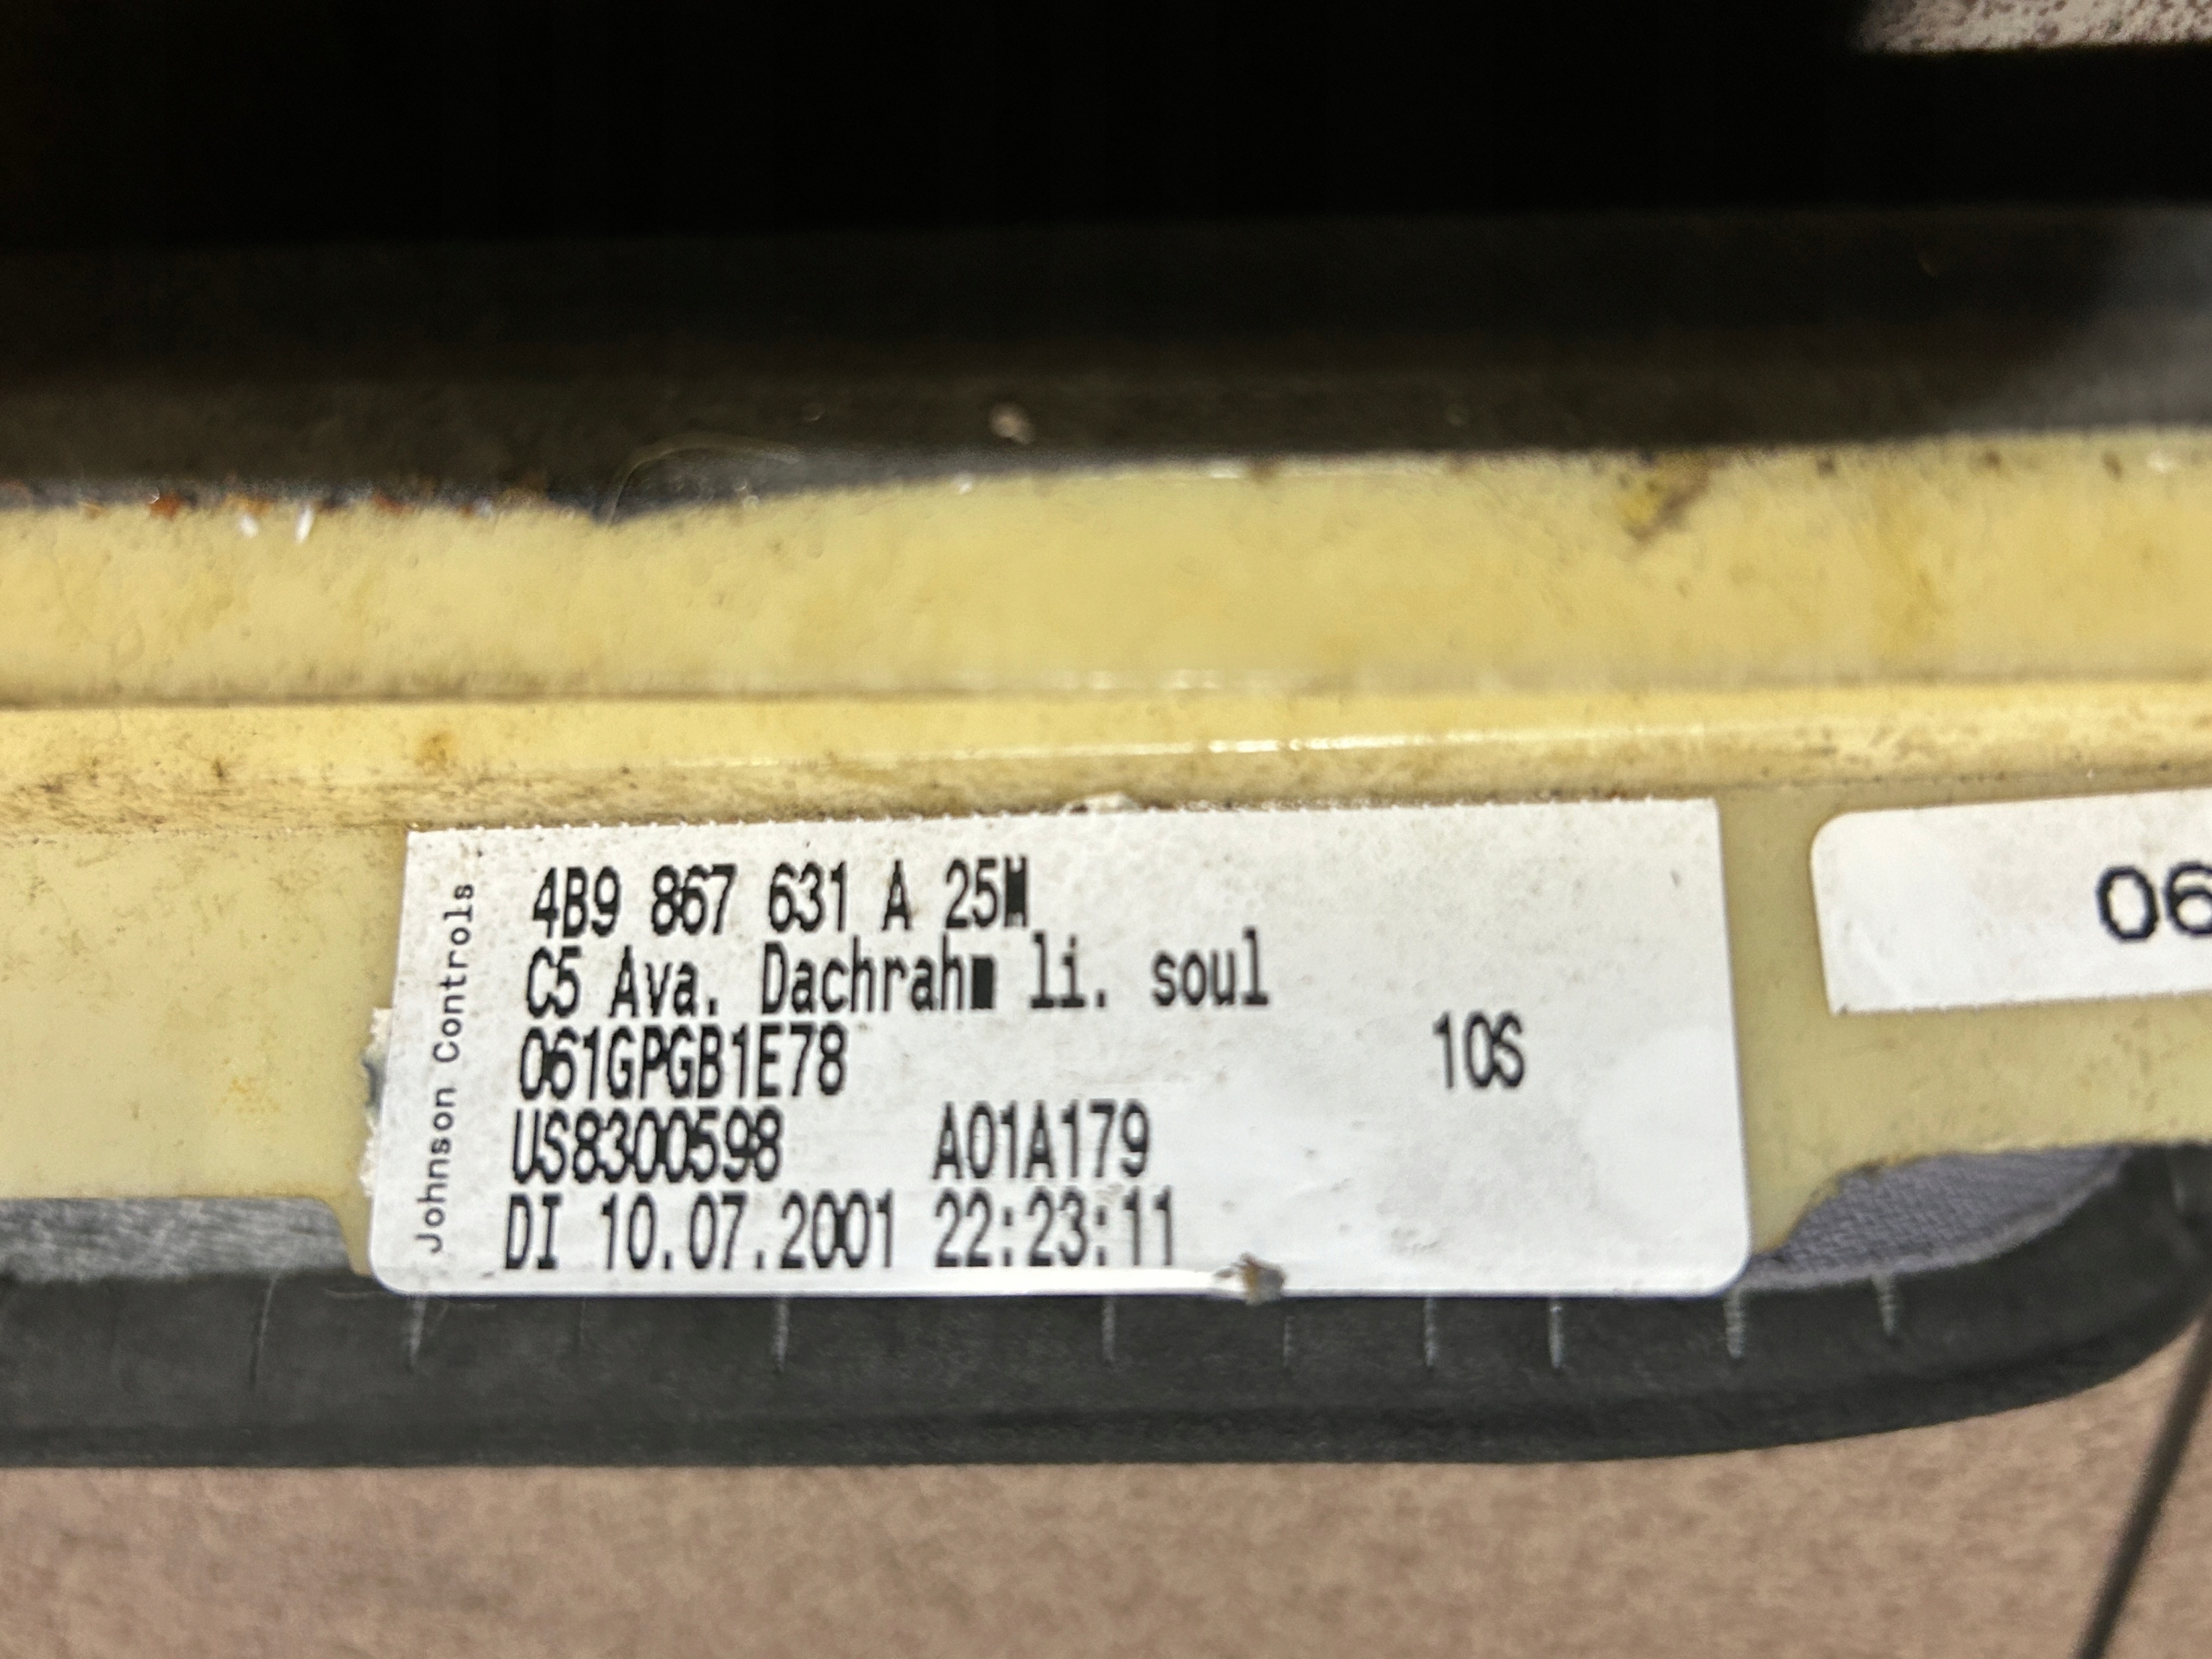 Johnson Controls
4B9 867 631 A 25M
C5 Ava. Dachrahm li. soul
061GPGB1E78 10S
US8300598 A01A179
DI 10.07.2001 22:23:11
06